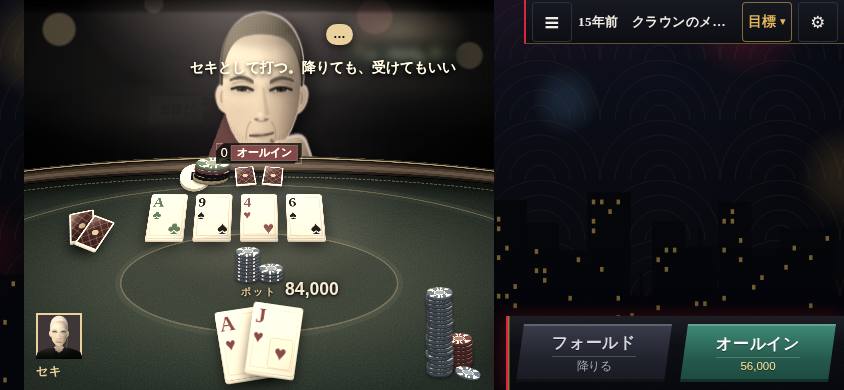 …
セキとして打つ。降りても、受けてもいい
0 オールイン
A
9
4
6
ポット 84,000
A
J
セキ
15年前 クラウンのメ…
目標 ▾
フォールド
降りる
オールイン
56,000